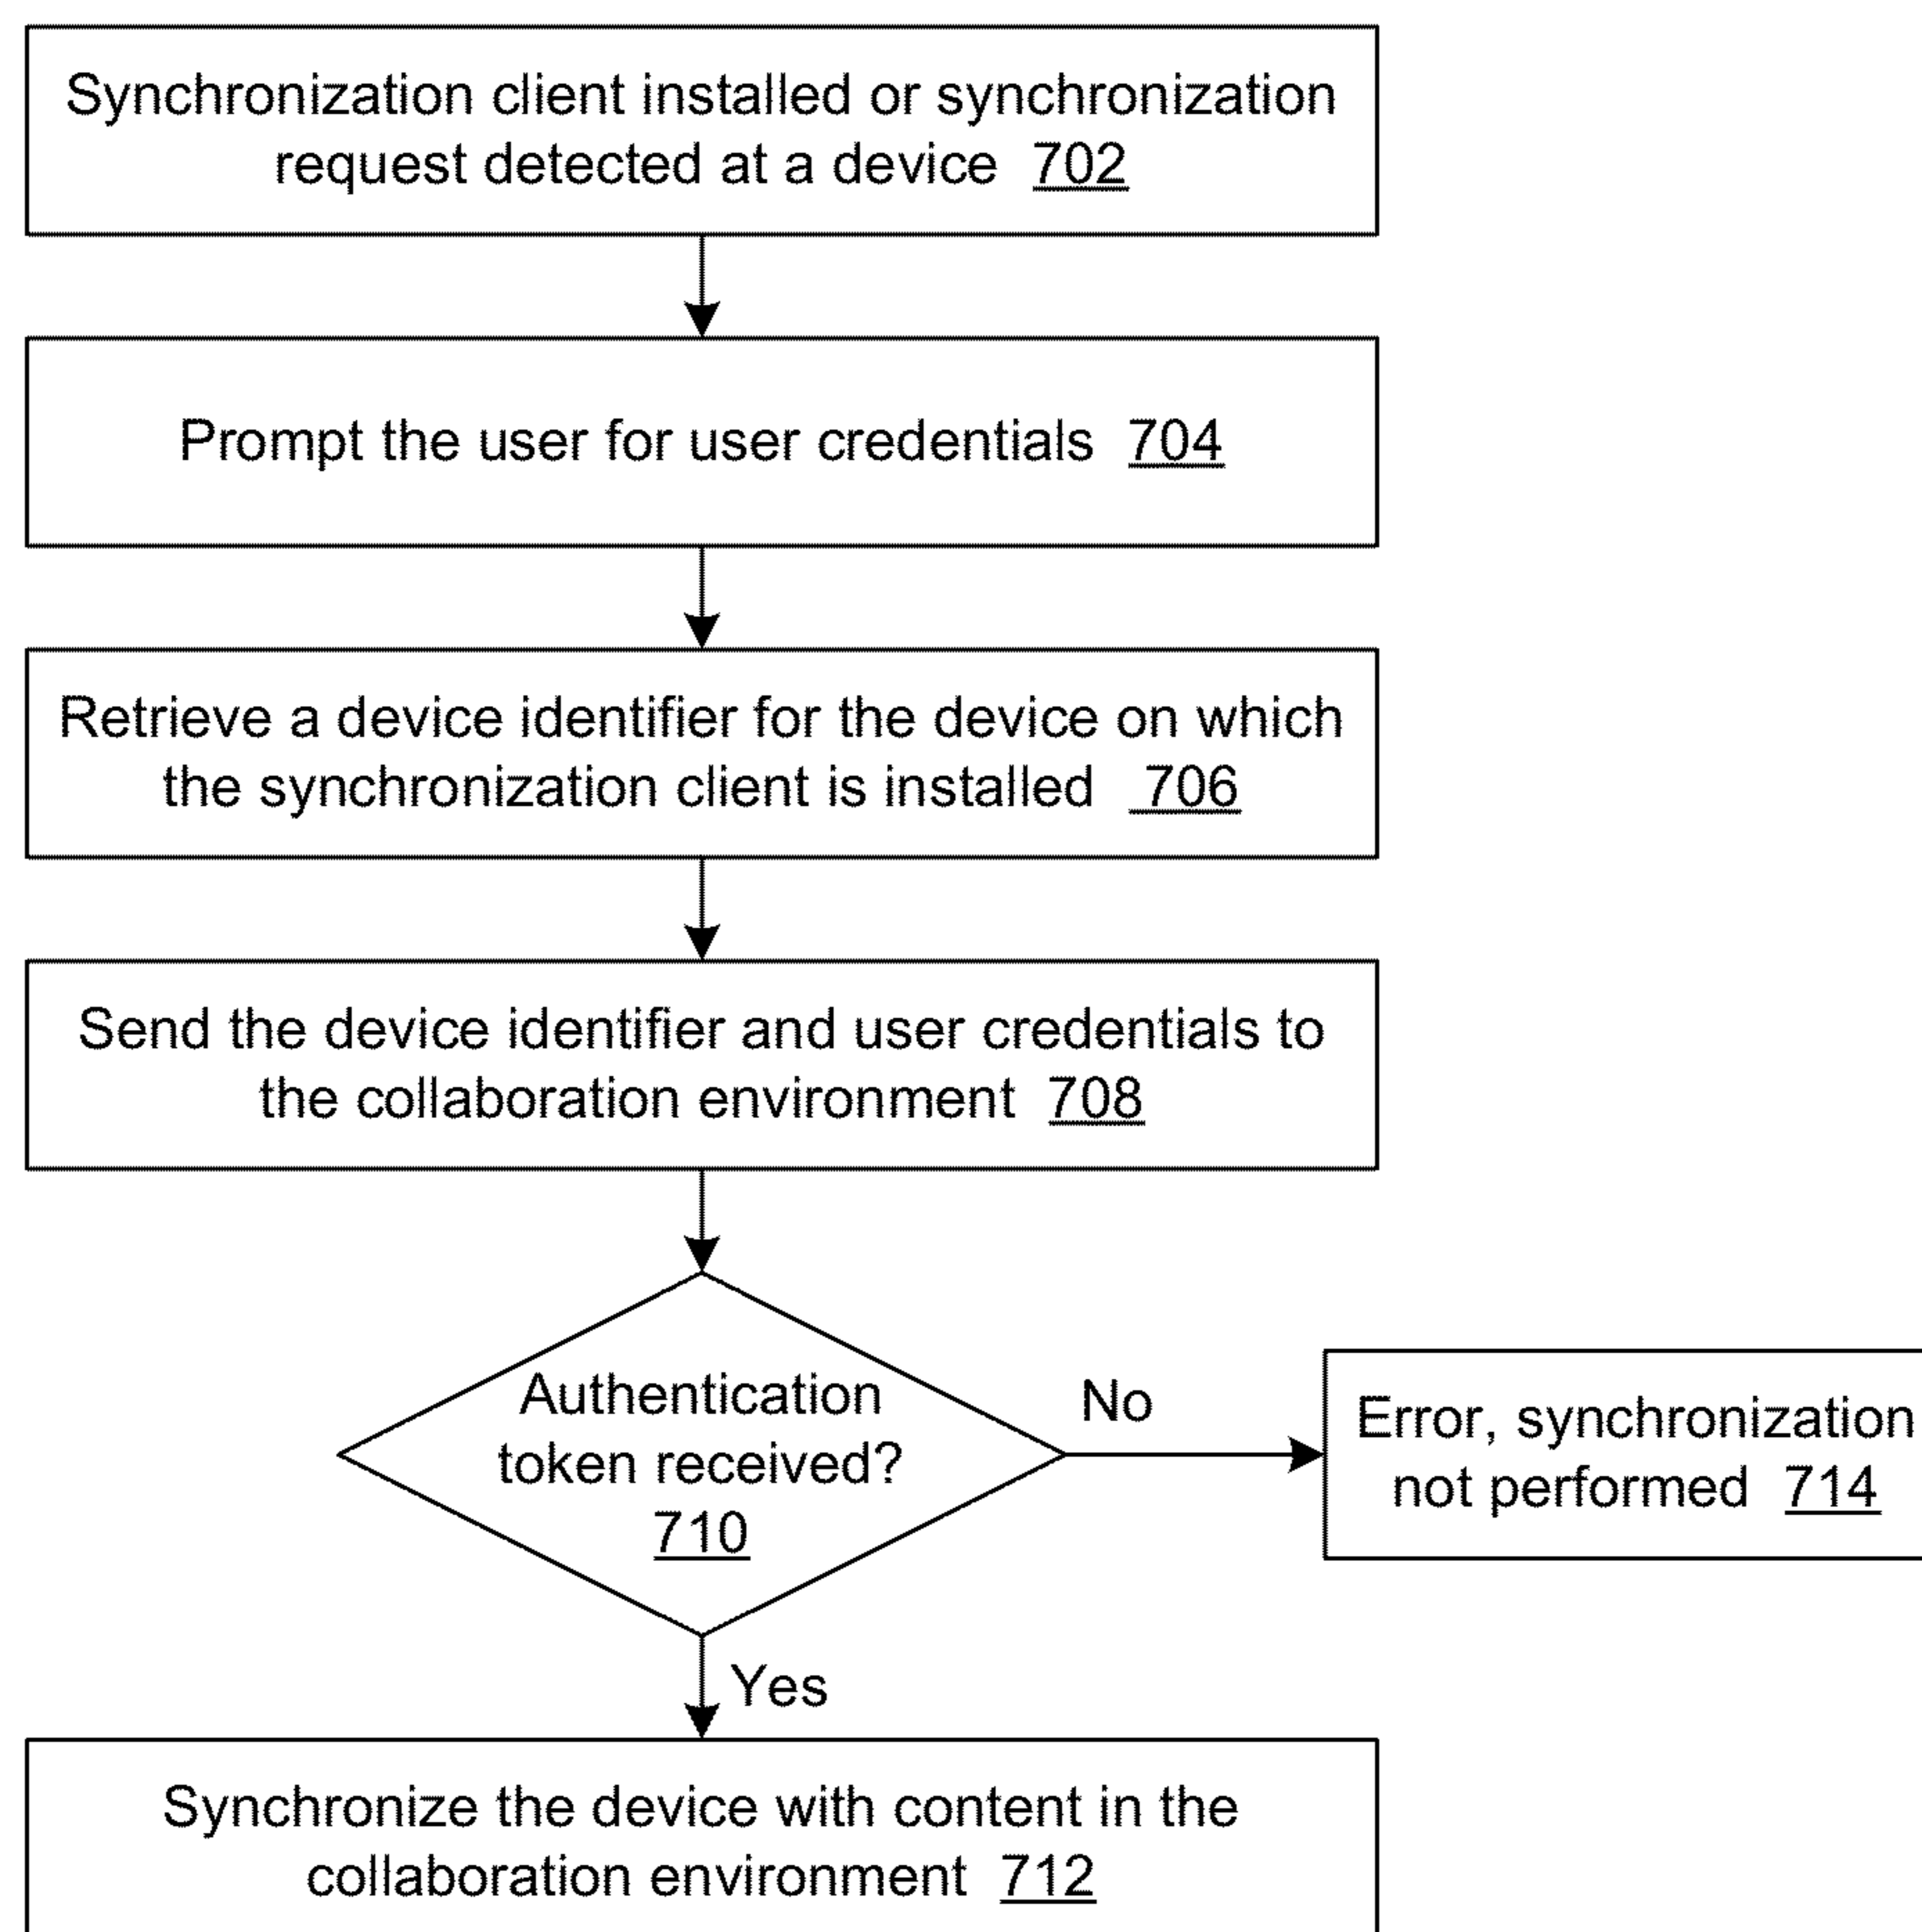 Synchronization client installed or synchronization
request detected at a device 702
Prompt the user for user credentials 704
Retrieve a device identifier for the device on which
the synchronization client is installed 706
Send the device identifier and user credentials to
the collaboration environment 708
Authentication
token received?
710
No
Error, synchronization
not performed 714
Yes
Synchronize the device with content in the
collaboration environment 712